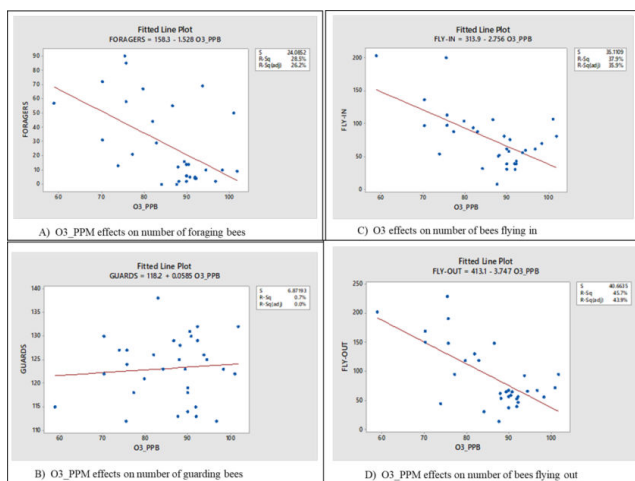 Fitted Line Plot
FORAGERS = 158.3 - 1.528 O3_PPB
S 24.0852
R-Sq 28.5%
R-Sq(adj) 26.2%
90
80
70
60
50
40
30
20
10
0
FORAGERS
60 70 80 90 100
O3_PPB
A) O3_PPM effects on number of foraging bees
Fitted Line Plot
FLY-IN = 313.9 - 2.756 O3_PPB
S 35.1109
R-Sq 37.9%
R-Sq(adj) 35.9%
200
150
100
50
0
FLY-IN
60 70 80 90 100
O3_PPB
C) O3 effects on number of bees flying in
Fitted Line Plot
GUARDS = 118.2 + 0.0585 O3_PPB
S 6.87193
R-Sq 0.7%
R-Sq(adj) 0.0%
140
135
130
125
120
115
110
GUARDS
60 70 80 90 100
O3_PPB
B) O3_PPM effects on number of guarding bees
Fitted Line Plot
FLY-OUT = 413.1 - 3.747 O3_PPB
S 40.6635
R-Sq 45.7%
R-Sq(adj) 43.9%
250
200
150
100
50
0
FLY-OUT
60 70 80 90 100
O3_PPB
D) O3_PPM effects on number of bees flying out